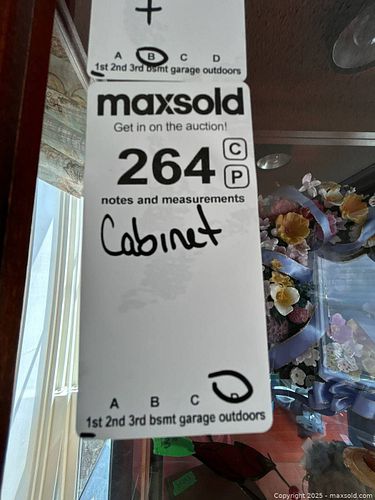 +
A B C D
1st 2nd 3rd bsmt garage outdoors
maxsold
Get in on the auction!
264 C
P
notes and measurements
Cabinet
A B C D
1st 2nd 3rd bsmt garage outdoors
Copyright 2025 - maxsold.com